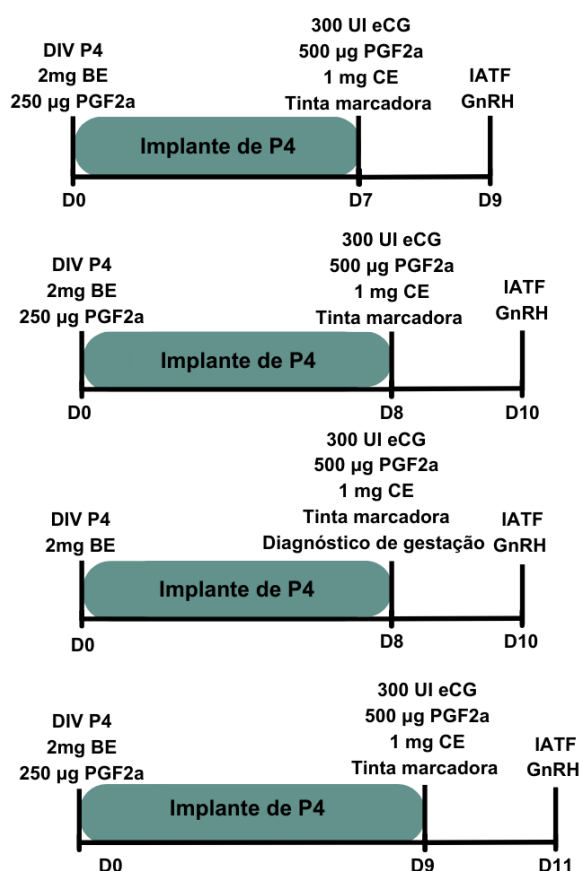 300 UI eCG
500 µg PGF2a
1 mg CE
Tinta marcadora
DIV P4
2mg BE
250 µg PGF2a
IATF
GnRH
Implante de P4
D0
D7
D9
300 UI eCG
500 µg PGF2a
1 mg CE
Tinta marcadora
DIV P4
2mg BE
250 µg PGF2a
IATF
GnRH
Implante de P4
D0
D8
D10
300 UI eCG
500 µg PGF2a
1 mg CE
Tinta marcadora
Diagnóstico de gestação
DIV P4
2mg BE
IATF
GnRH
Implante de P4
D0
D8
D10
300 UI eCG
500 µg PGF2a
1 mg CE
Tinta marcadora
DIV P4
2mg BE
250 µg PGF2a
IATF
GnRH
Implante de P4
D0
D9
D11